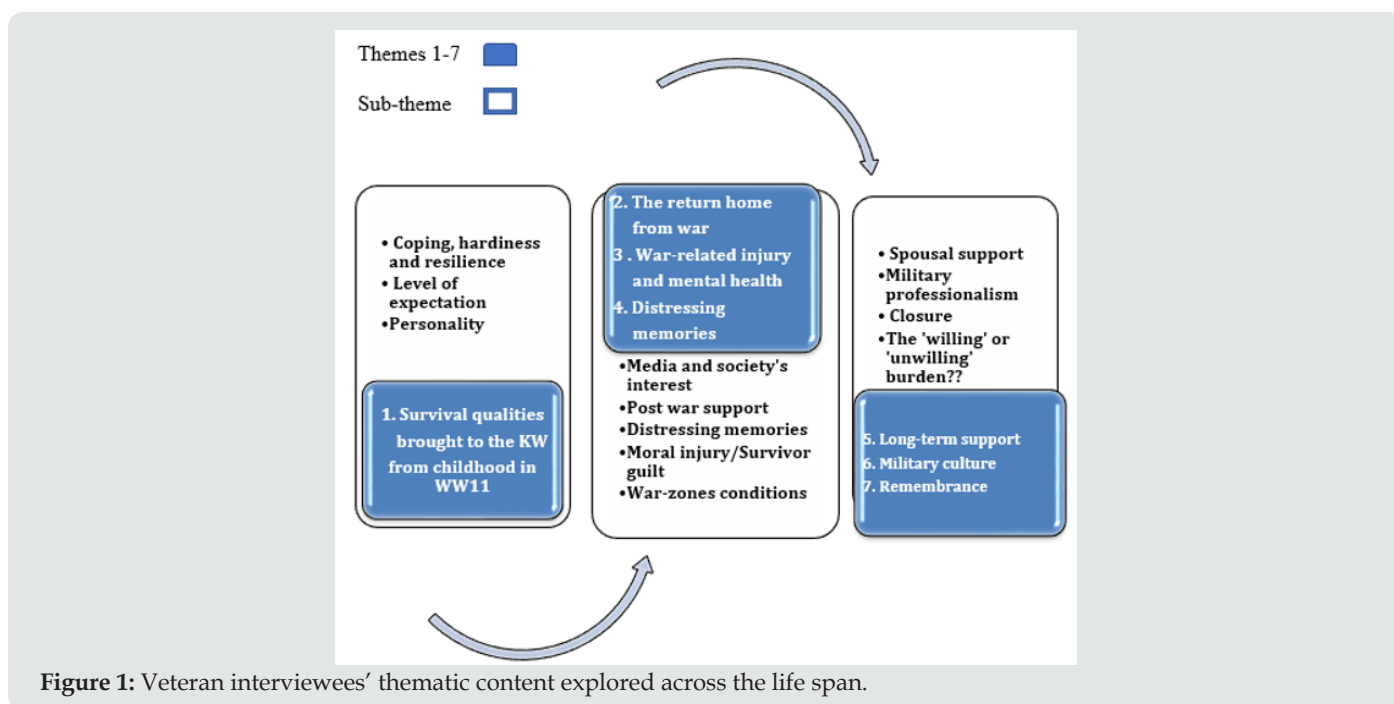 Themes 1-7
Sub-theme
• Coping, hardiness
and resilience
• Level of
expectation
•Personality
1. Survival qualities
brought to the KW
from childhood in
WW11
2. The return home
from war
3 . War-related injury
and mental health
4. Distressing
memories
•Media and society's
interest
•Post war support
•Distressing memories
•Moral injury/Survivor
guilt
•War-zones conditions
• Spousal support
•Military
professionalism
• Closure
•The 'willing' or
'unwilling'
burden??
5. Long-term support
6. Military culture
7. Remembrance
Figure 1: Veteran interviewees’ thematic content explored across the life span.